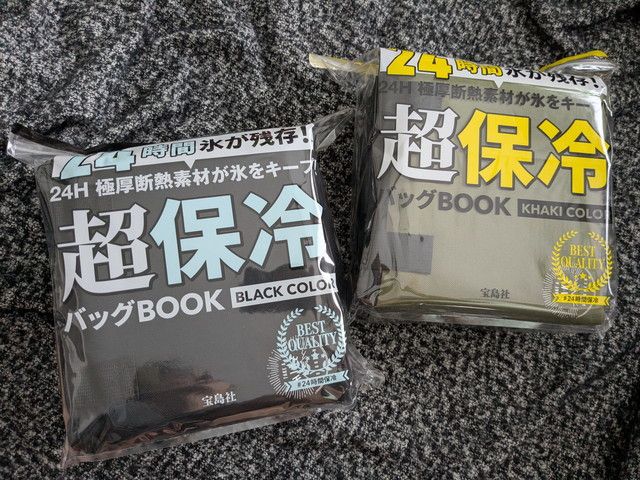 24時間氷が残存!
24H 極厚断熱素材が氷をキープ
超保冷
バッグBOOK BLACK COLOR
BEST
QUALITY
#24時間保冷
宝島社
24時間氷が残存!
24H 極厚断熱素材が氷をキープ
超保冷
バッグBOOK KHAKI COLOR
BEST
QUALITY
#24時間保冷
宝島社